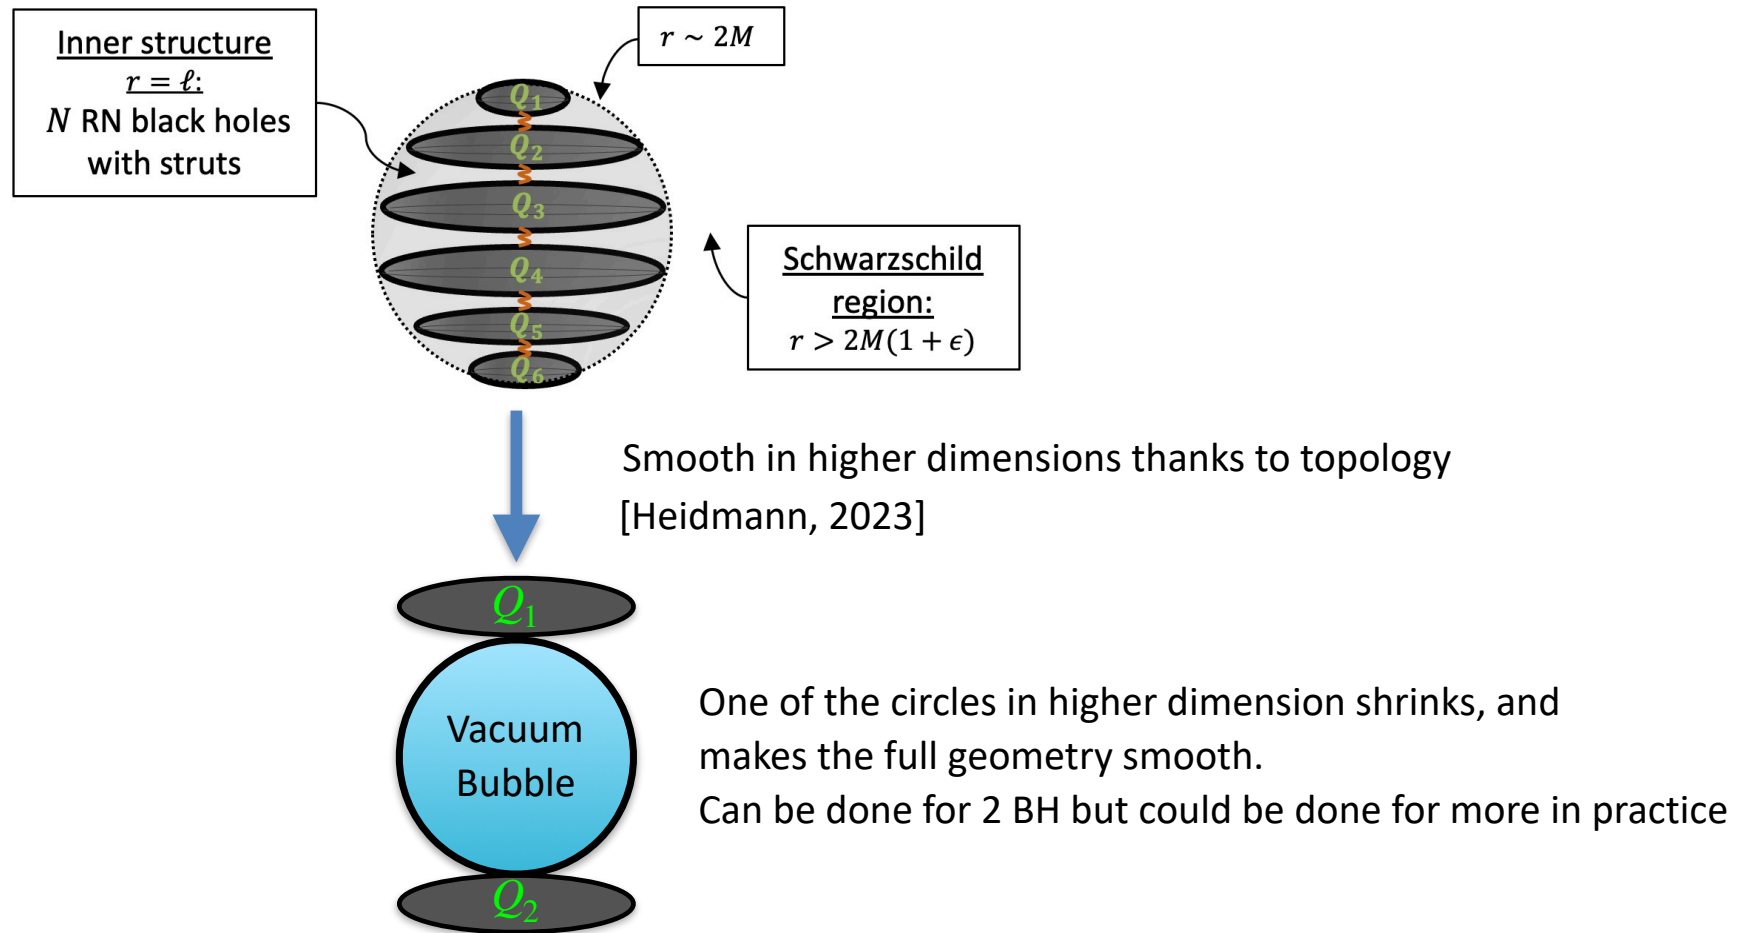 Inner structure
r = ℓ:
N RN black holes
with struts
r ~ 2M
Q₁
Q₂
Q₃
Q₄
Q₅
Q₆
Schwarzschild
region:
r > 2M(1 + ϵ)
Smooth in higher dimensions thanks to topology
[Heidmann, 2023]
Q₁
Vacuum
Bubble
Q₂
One of the circles in higher dimension shrinks, and
makes the full geometry smooth.
Can be done for 2 BH but could be done for more in practice